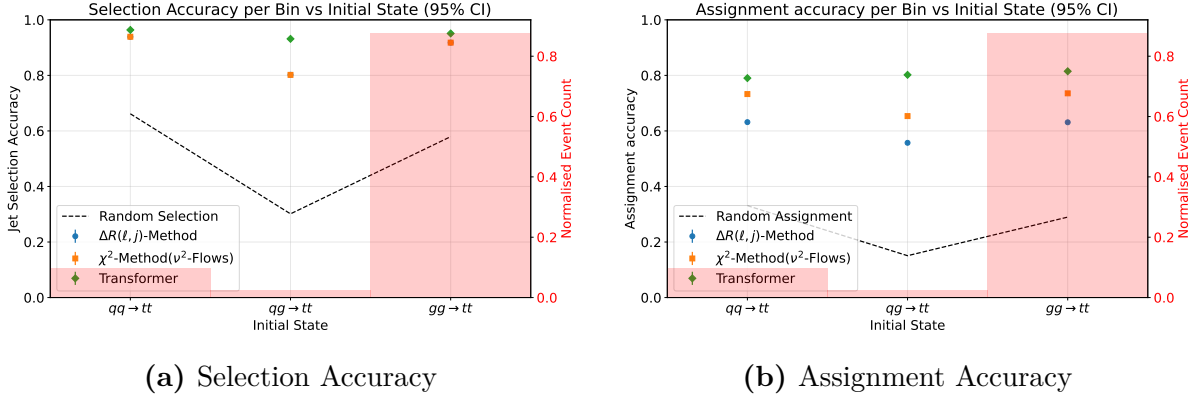 Selection Accuracy per Bin vs Initial State (95% CI)
1.0
0.8
0.6
0.4
0.2
0.0
Jet Selection Accuracy
0.8
0.6
0.4
0.2
0.0
Normalised Event Count
Random Selection
ΔR(ℓ, j)-Method
χ²-Method(ν²-Flows)
Transformer
qq → tt
qg → tt
gg → tt
Initial State
(a) Selection Accuracy
Assignment accuracy per Bin vs Initial State (95% CI)
1.0
0.8
0.6
0.4
0.2
0.0
Assignment accuracy
0.8
0.6
0.4
0.2
0.0
Normalised Event Count
Random Assignment
ΔR(ℓ, j)-Method
χ²-Method(ν²-Flows)
Transformer
qq → tt
qg → tt
gg → tt
Initial State
(b) Assignment Accuracy